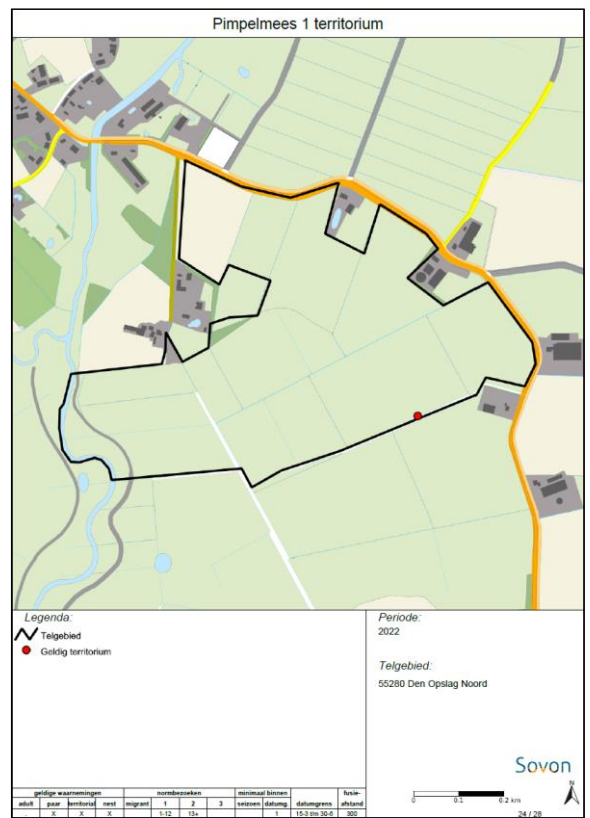 Pimpelmees 1 territorium
Legenda:
Telgebied
Geldig territorium
Periode:
2022
Telgebied:
55280 Den Opslag Noord
Sovon
0 0.1 0.2 km
24 / 28
geldige waarnemingen normbezoeken minimaal binnen fusie-
adult paar territoriaal nest migrant 1 2 3 seizoen datumg. datumgrens afstand
. X X X 1-12 13+ 1 15-3 t/m 30-6 300